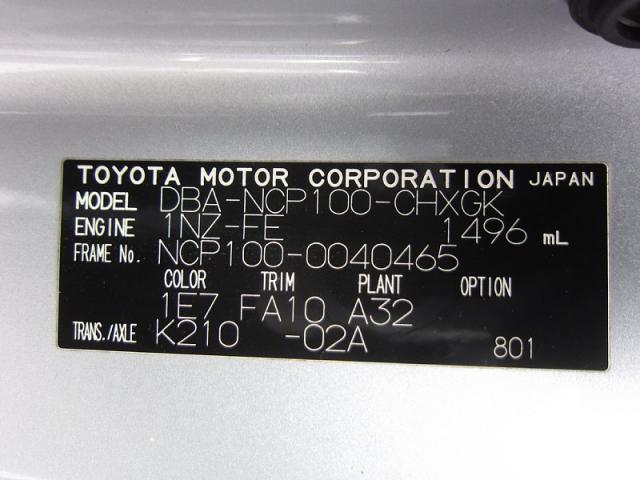 TOYOTA MOTOR CORPORATION JAPAN
MODEL DBA-NCP100-CHXGK
ENGINE 1NZ-FE 1496 mL
FRAME No. NCP100-0040465
COLOR TRIM PLANT OPTION
1E7 FA10 A32
TRANS./AXLE K210 -02A 801